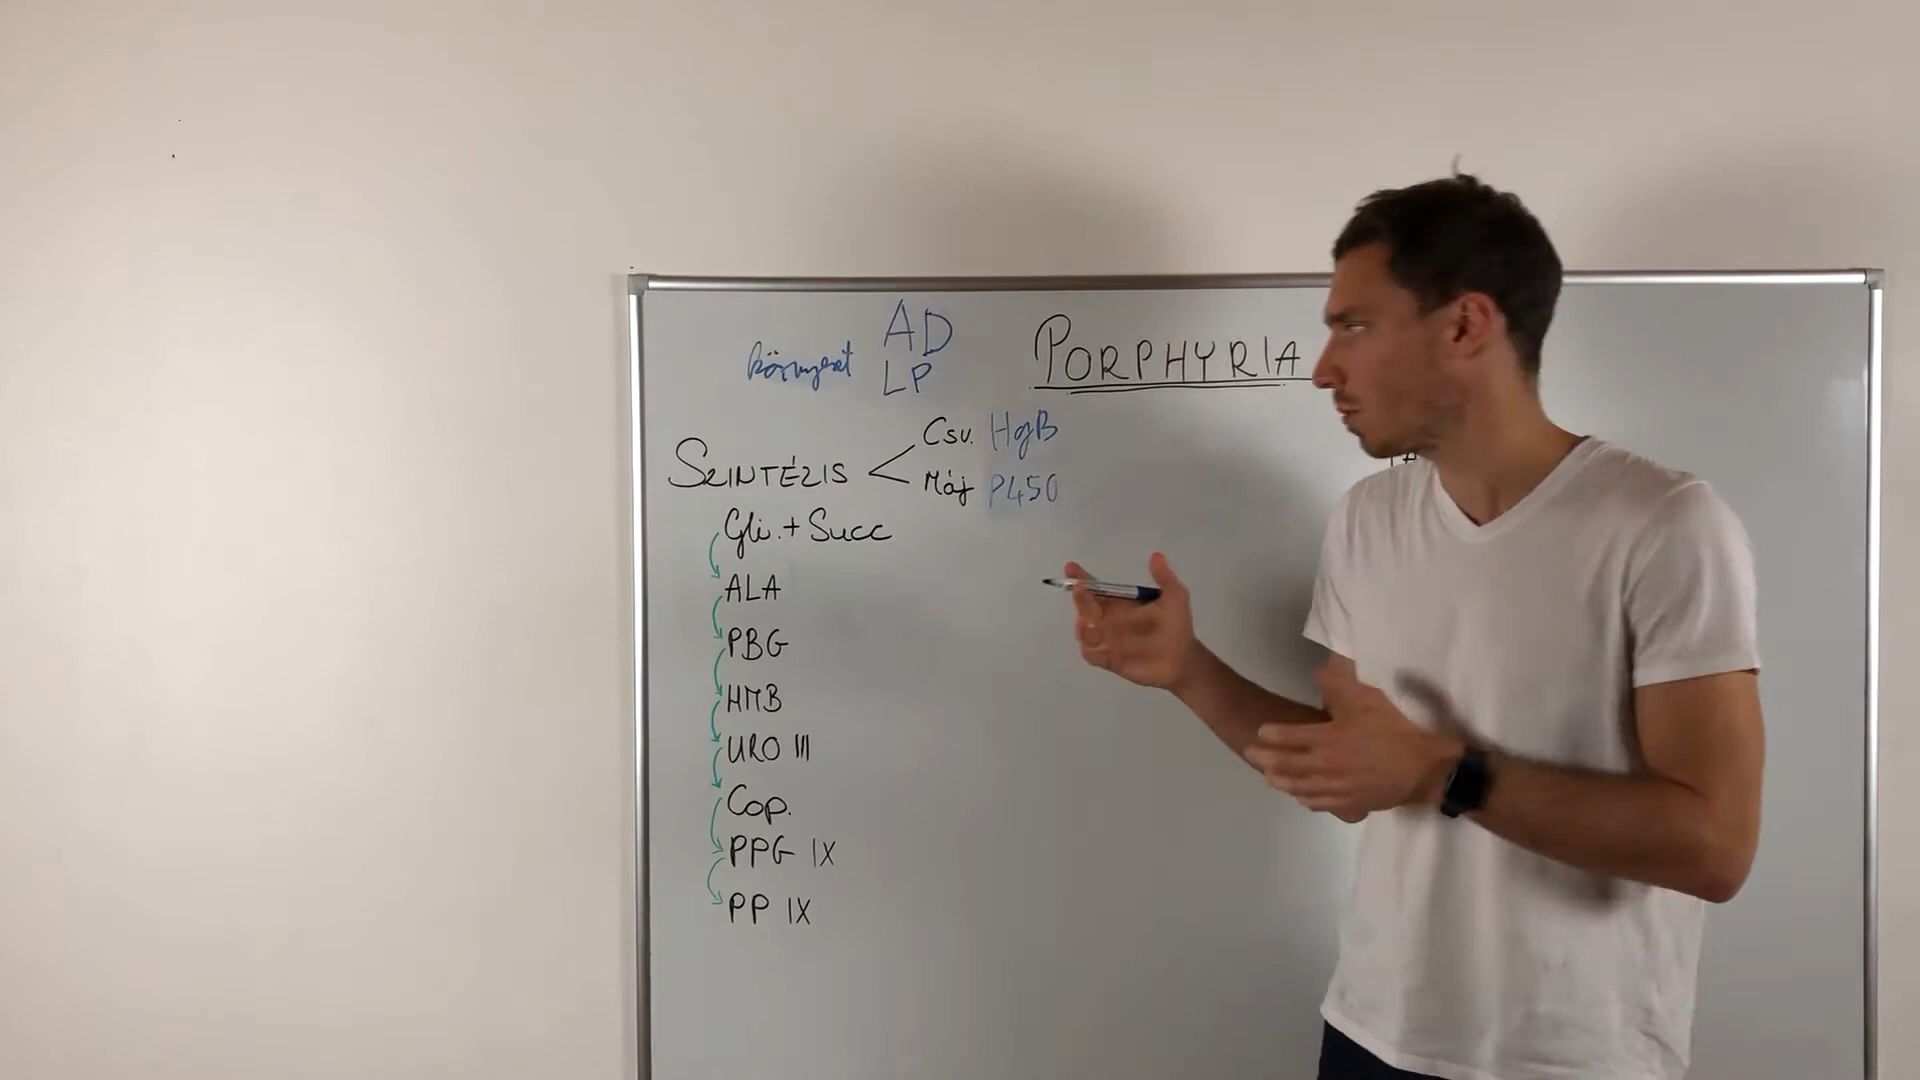 AD
LP
PORPHYRIA
SZINTÉZIS
Csv. HgB
Máj P450
Gli. + Succ
ALA
PBG
HMB
URO III
Cop.
PPG IX
PP IX